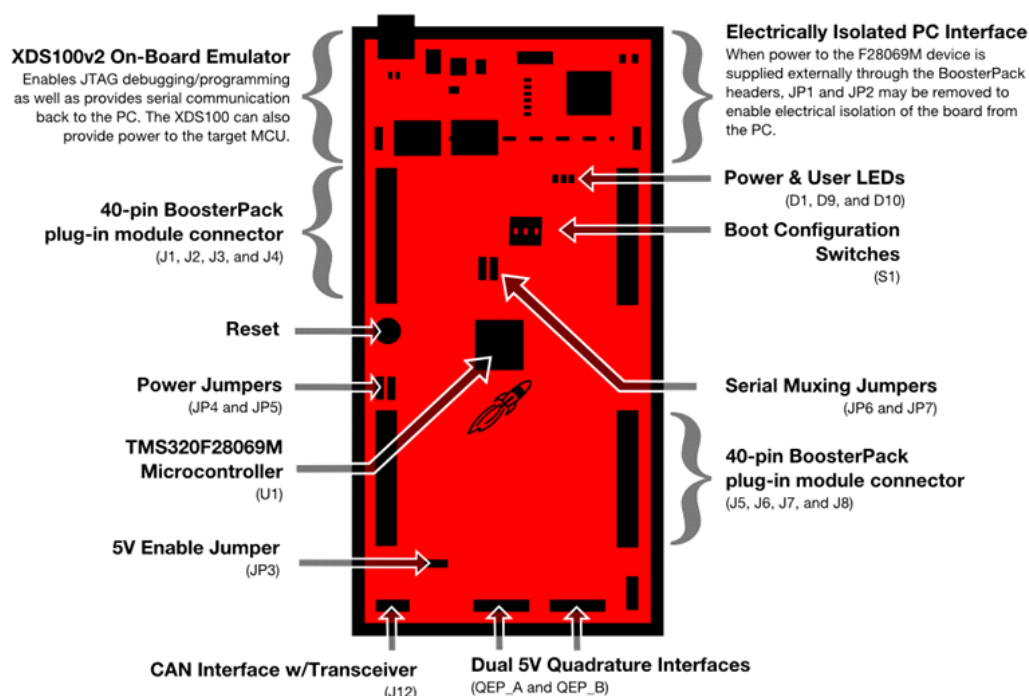 XDS100v2 On-Board Emulator
Enables JTAG debugging/programming
as well as provides serial communication
back to the PC. The XDS100 can also
provide power to the target MCU.
40-pin BoosterPack
plug-in module connector
(J1, J2, J3, and J4)
Reset
Power Jumpers
(JP4 and JP5)
TMS320F28069M
Microcontroller
(U1)
5V Enable Jumper
(JP3)
CAN Interface w/Transceiver
(J12)
Dual 5V Quadrature Interfaces
(QEP_A and QEP_B)
Electrically Isolated PC Interface
When power to the F28069M device is
supplied externally through the BoosterPack
headers, JP1 and JP2 may be removed to
enable electrical isolation of the board from
the PC.
Power & User LEDs
(D1, D9, and D10)
Boot Configuration
Switches
(S1)
Serial Muxing Jumpers
(JP6 and JP7)
40-pin BoosterPack
plug-in module connector
(J5, J6, J7, and J8)